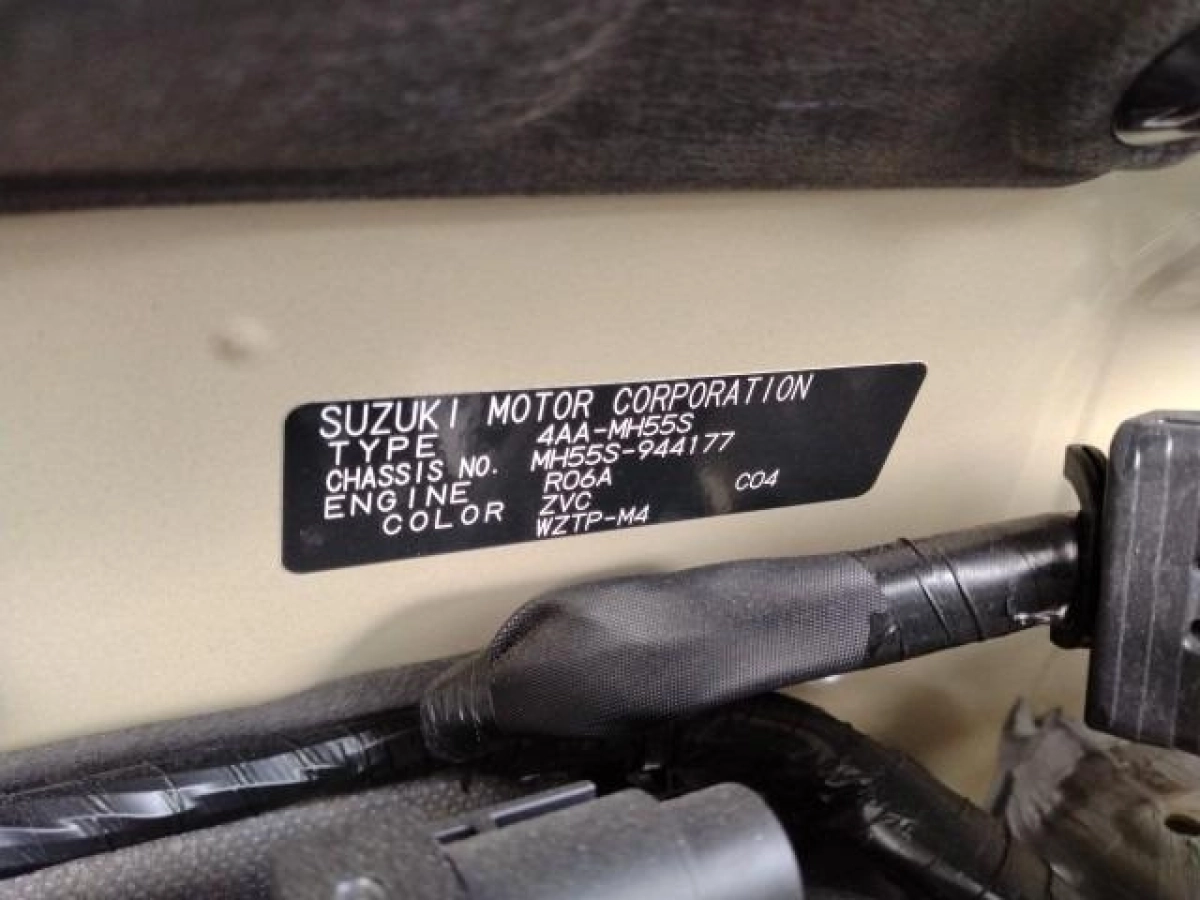 SUZUKI MOTOR CORPORATION
TYPE 4AA-MH55S
CHASSIS NO. MH55S-944177
ENGINE R06A C04
COLOR ZVC
WZTP-M4